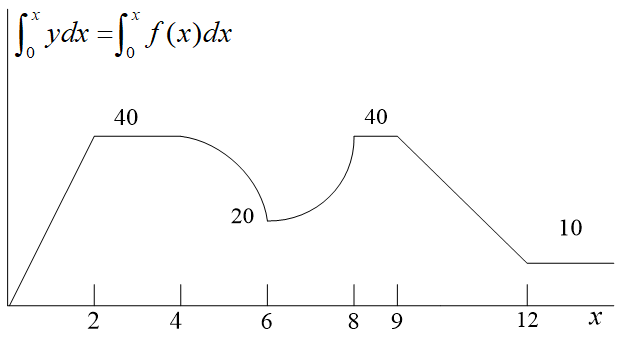 ∫₀ˣ ydx = ∫₀ˣ f(x)dx
40 40
20 10
2 4 6 8 9 12 x